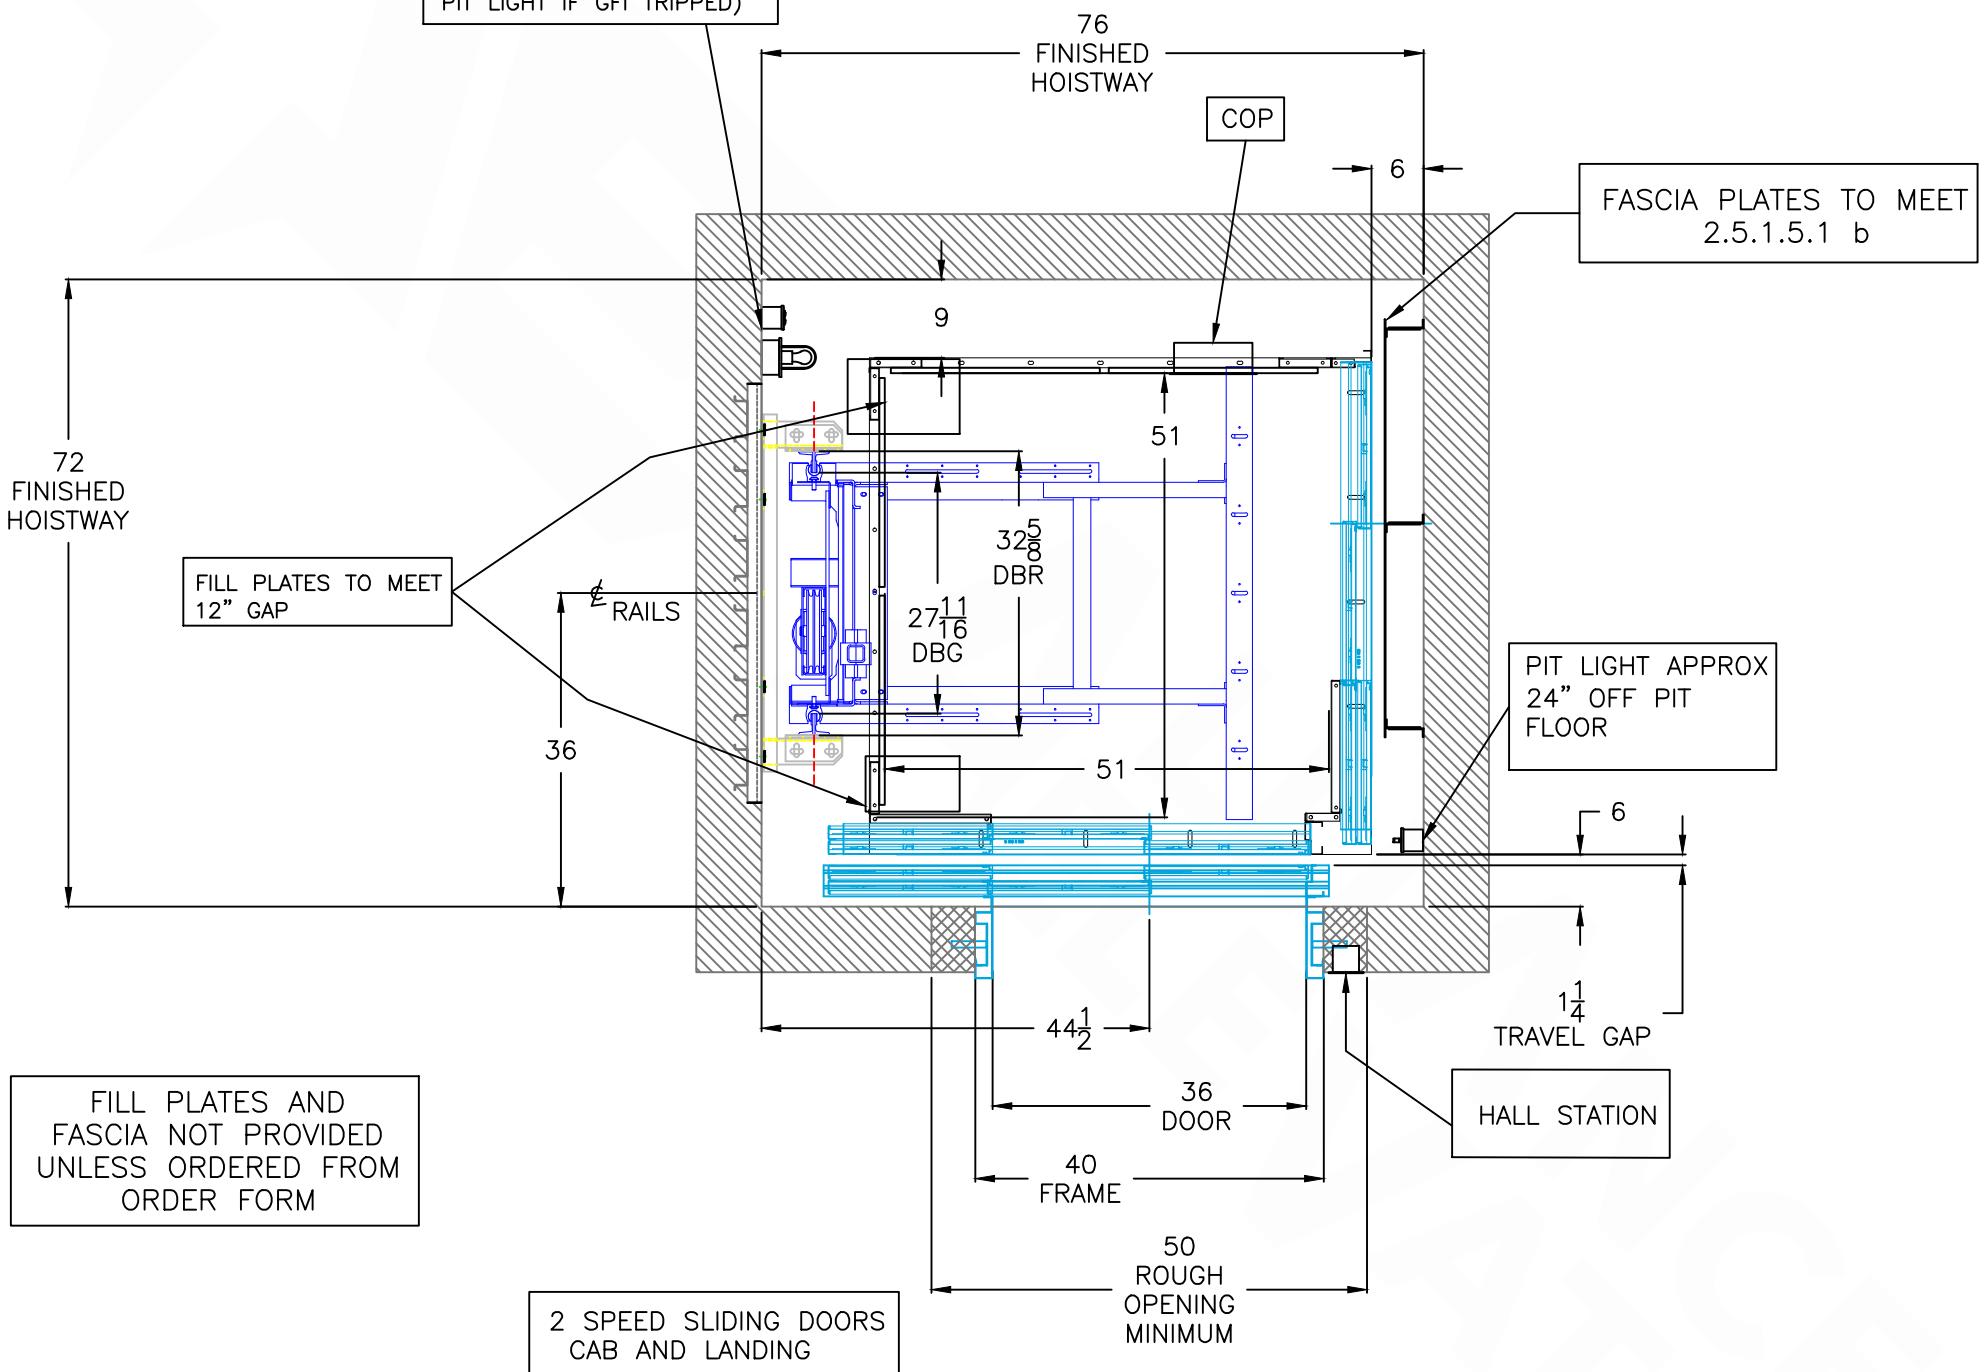 PIT LIGHT IF GFI TRIPPED)
76
FINISHED
HOISTWAY
COP
6
FASCIA PLATES TO MEET
2.5.1.5.1 b
9
72
FINISHED
HOISTWAY
51
32 5/8
DBR
FILL PLATES TO MEET
12" GAP
℄ RAILS
27 11/16
DBG
PIT LIGHT APPROX
24" OFF PIT
FLOOR
36
51
6
44 1/2
1 1/4
TRAVEL GAP
36
DOOR
HALL STATION
FILL PLATES AND
FASCIA NOT PROVIDED
UNLESS ORDERED FROM
ORDER FORM
40
FRAME
50
ROUGH
OPENING
MINIMUM
2 SPEED SLIDING DOORS
CAB AND LANDING